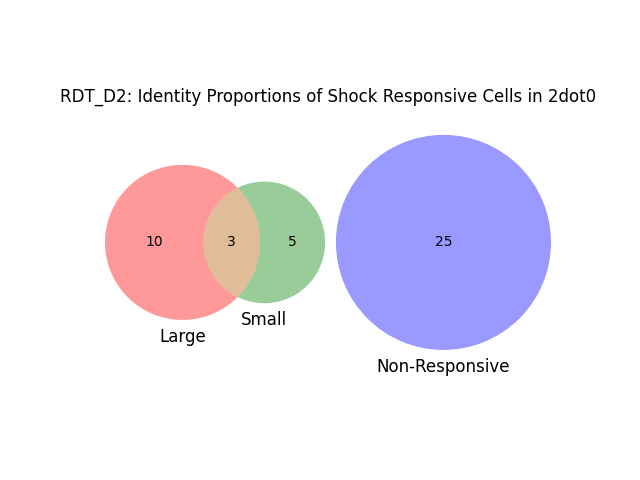 RDT_D2: Identity Proportions of Shock Responsive Cells in 2dot0
10
3
5
25
Small
Large
Non-Responsive